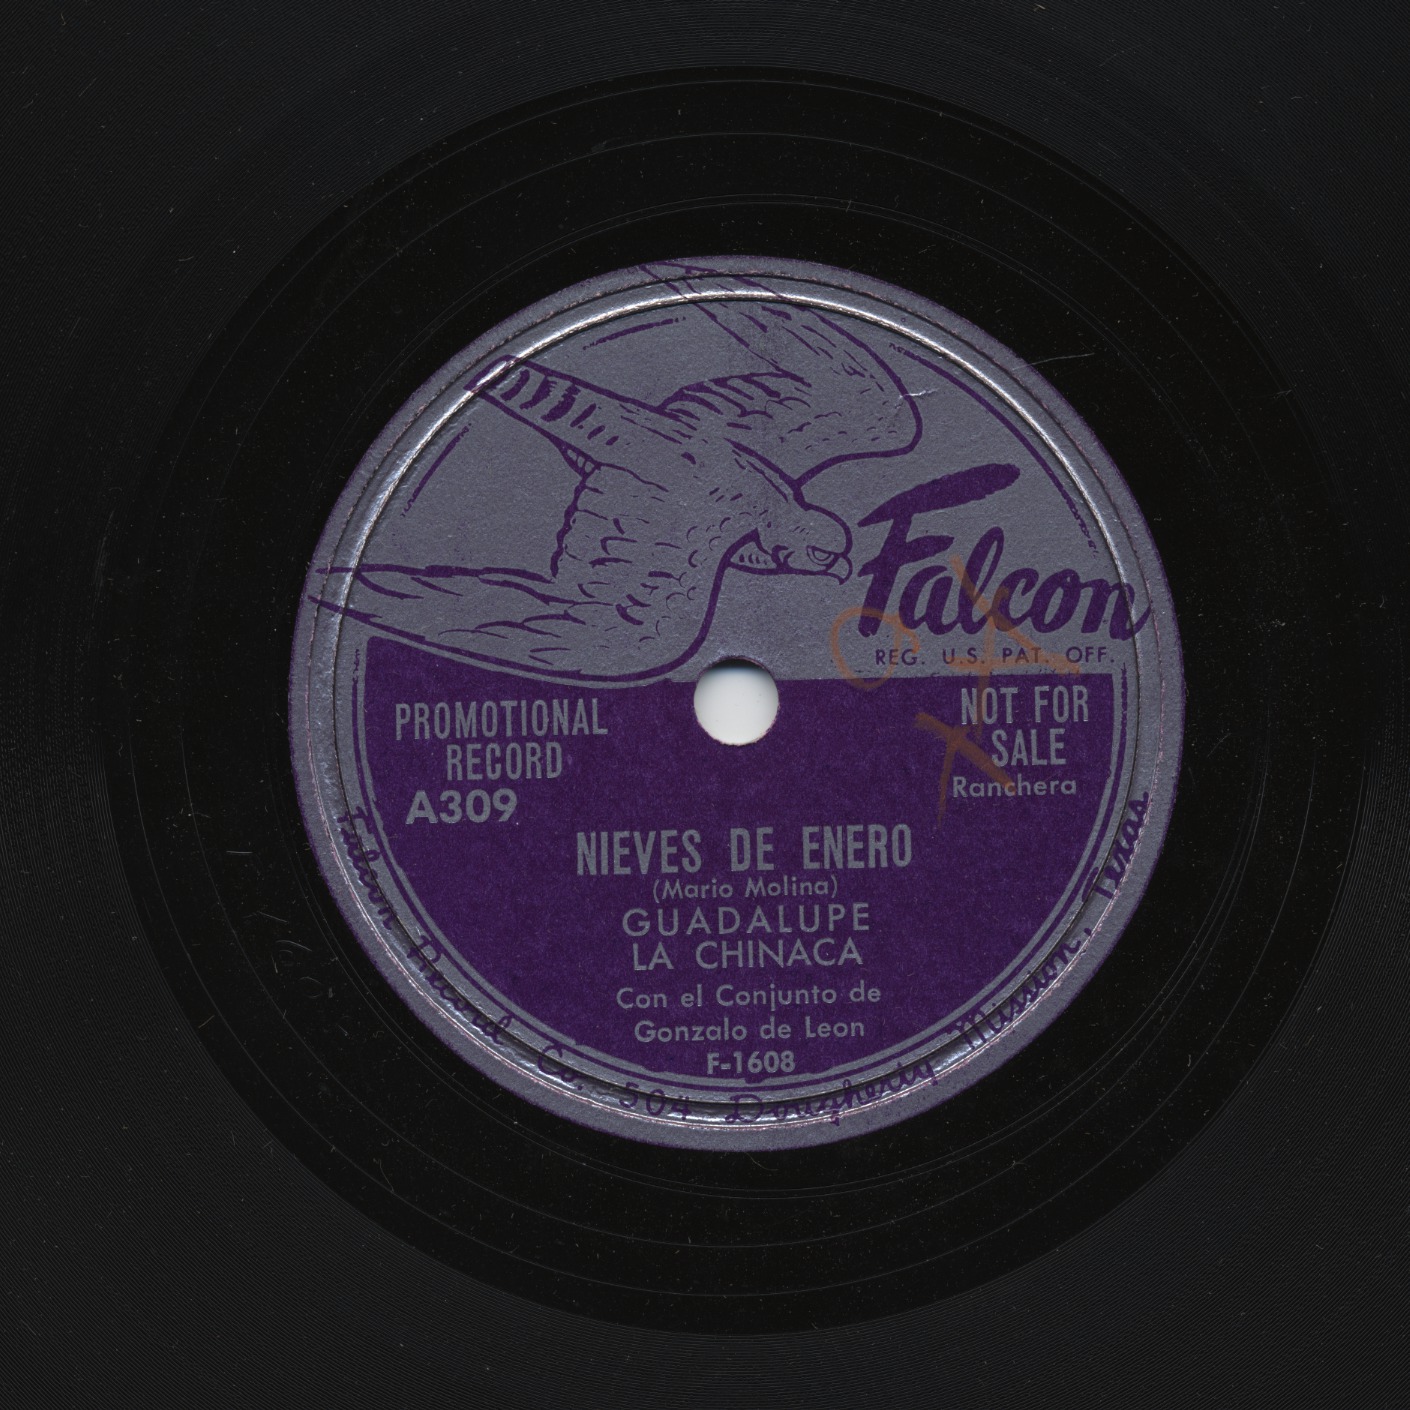 Falcon
REG. U.S. PAT. OFF.
PROMOTIONAL
RECORD
A309
NOT FOR
SALE
Ranchera
NIEVES DE ENERO
(Mario Molina)
GUADALUPE
LA CHINACA
Con el Conjunto de
Gonzalo de Leon
F-1608
Falcon Record Co. 504 Dougherty Mission, Texas